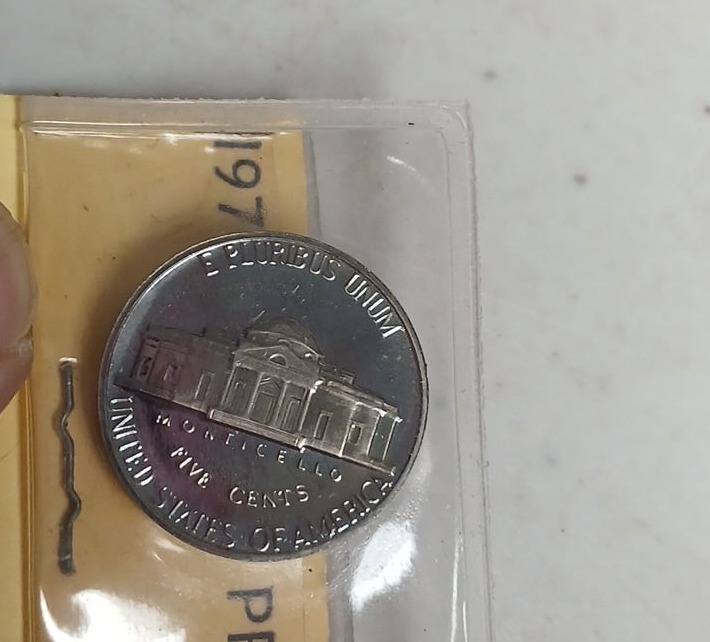 197
E PLURIBUS UNUM
MONTICELLO
FIVE CENTS
UNITED STATES OF AMERICA